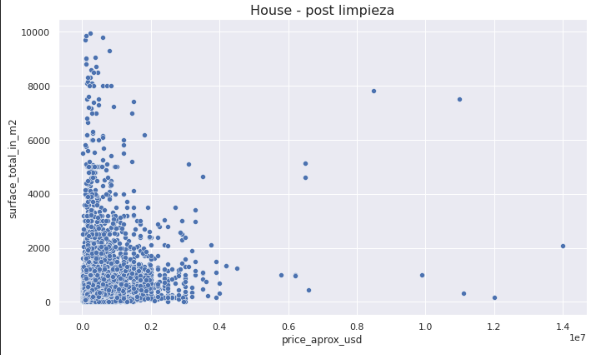 House - post limpieza
10000
8000
6000
4000
2000
0
surface_total_in_m2
0.0 0.2 0.4 0.6 0.8 1.0 1.2 1.4
1e7
price_aprox_usd